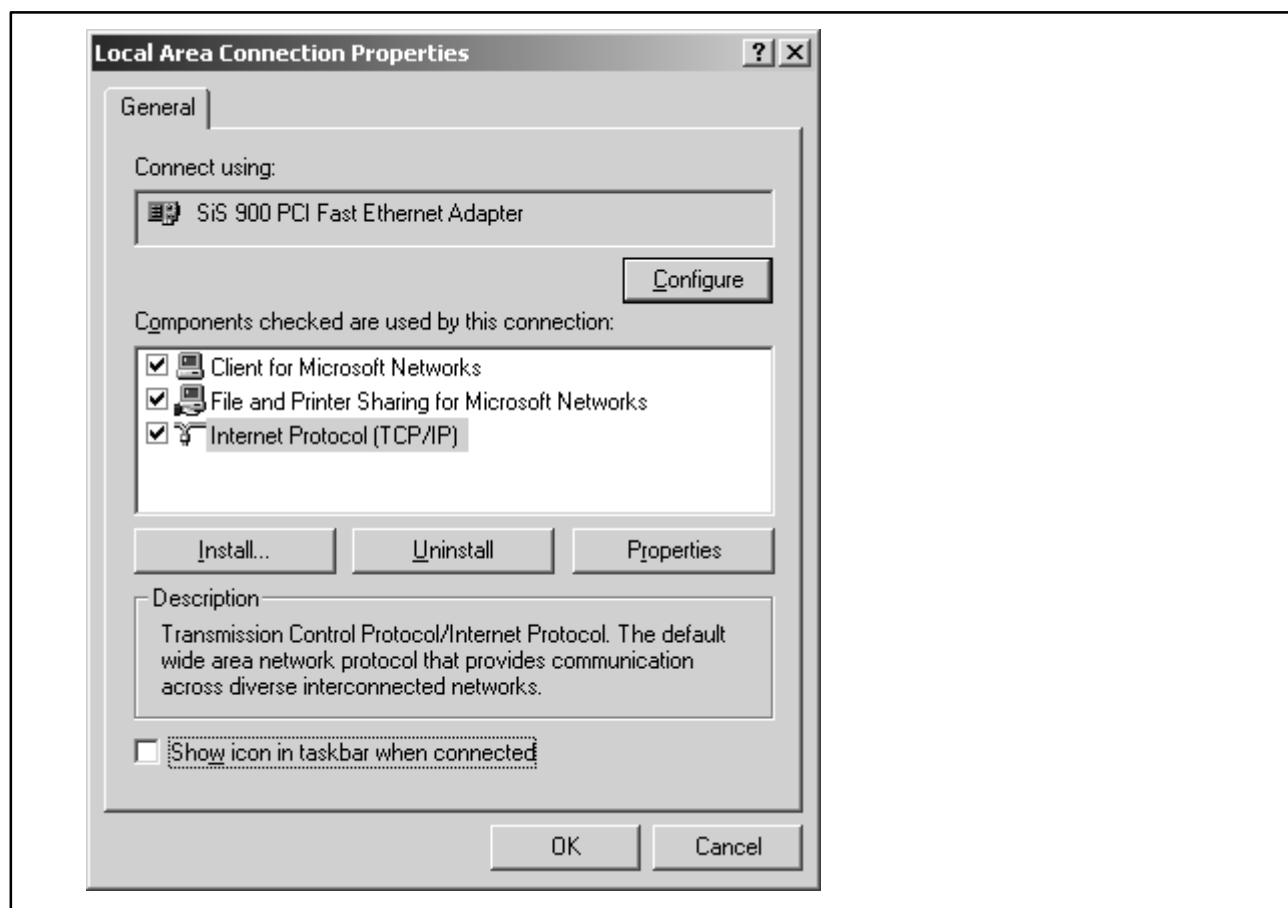 Local Area Connection Properties
General
Connect using:
SiS 900 PCI Fast Ethernet Adapter
Configure
Components checked are used by this connection:
Client for Microsoft Networks
File and Printer Sharing for Microsoft Networks
Internet Protocol (TCP/IP)
Install... Uninstall Properties
Description
Transmission Control Protocol/Internet Protocol. The default
wide area network protocol that provides communication
across diverse interconnected networks.
Show icon in taskbar when connected
OK Cancel